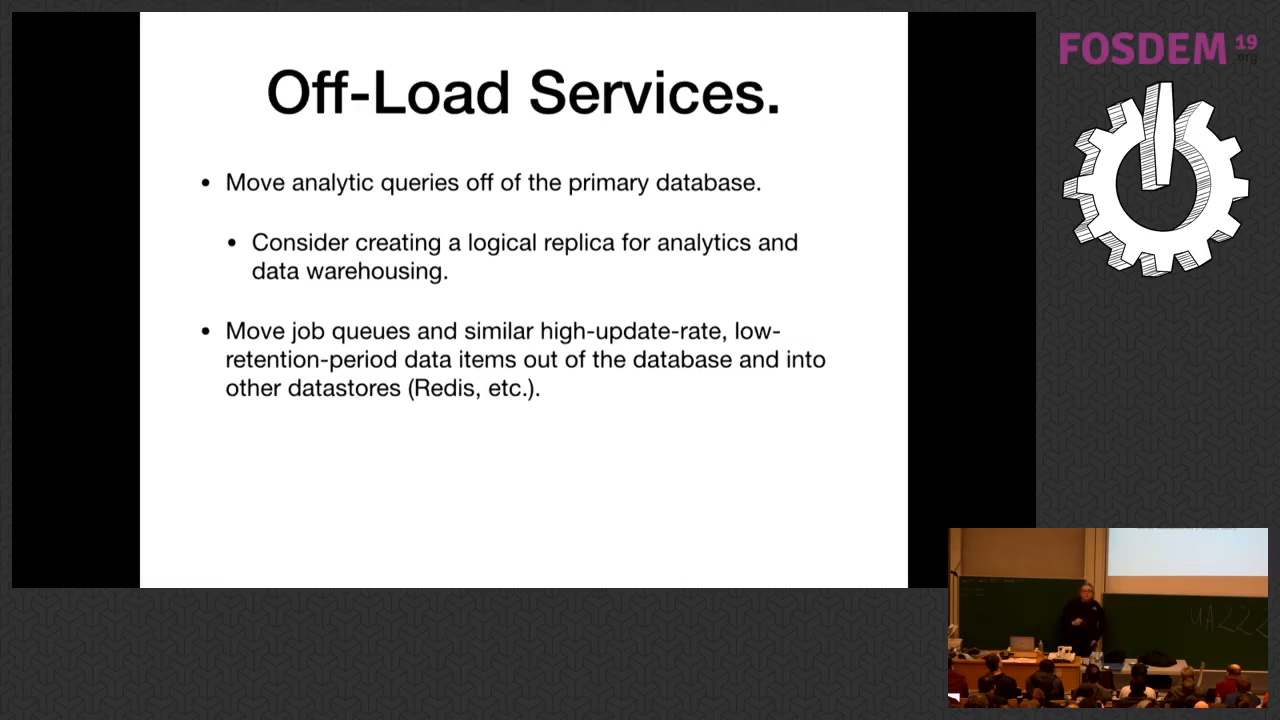 Off-Load Services.
• Move analytic queries off of the primary database.
• Consider creating a logical replica for analytics and
data warehousing.
• Move job queues and similar high-update-rate, low-
retention-period data items out of the database and into
other datastores (Redis, etc.).
FOSDEM 19
.org